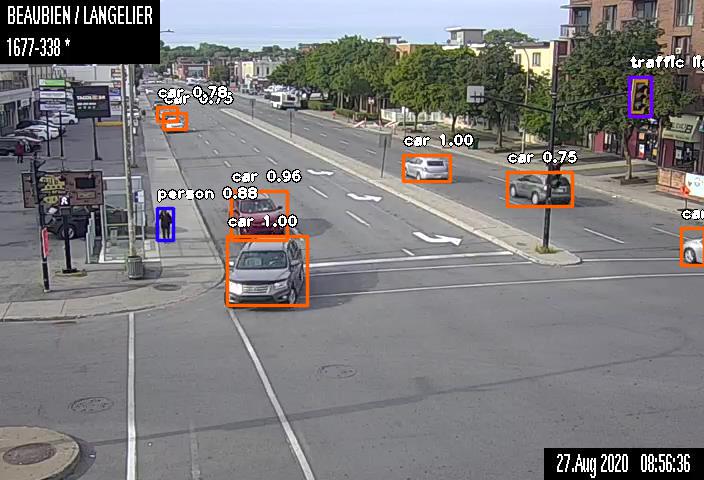 BEAUBIEN / LANGELIER
1677-338 *
car 0.78
car 0.75
traffic lig
car 1.00
car 0.75
car 0.96
person 0.88
car 1.00
car
27.Aug 2020 08:56:36